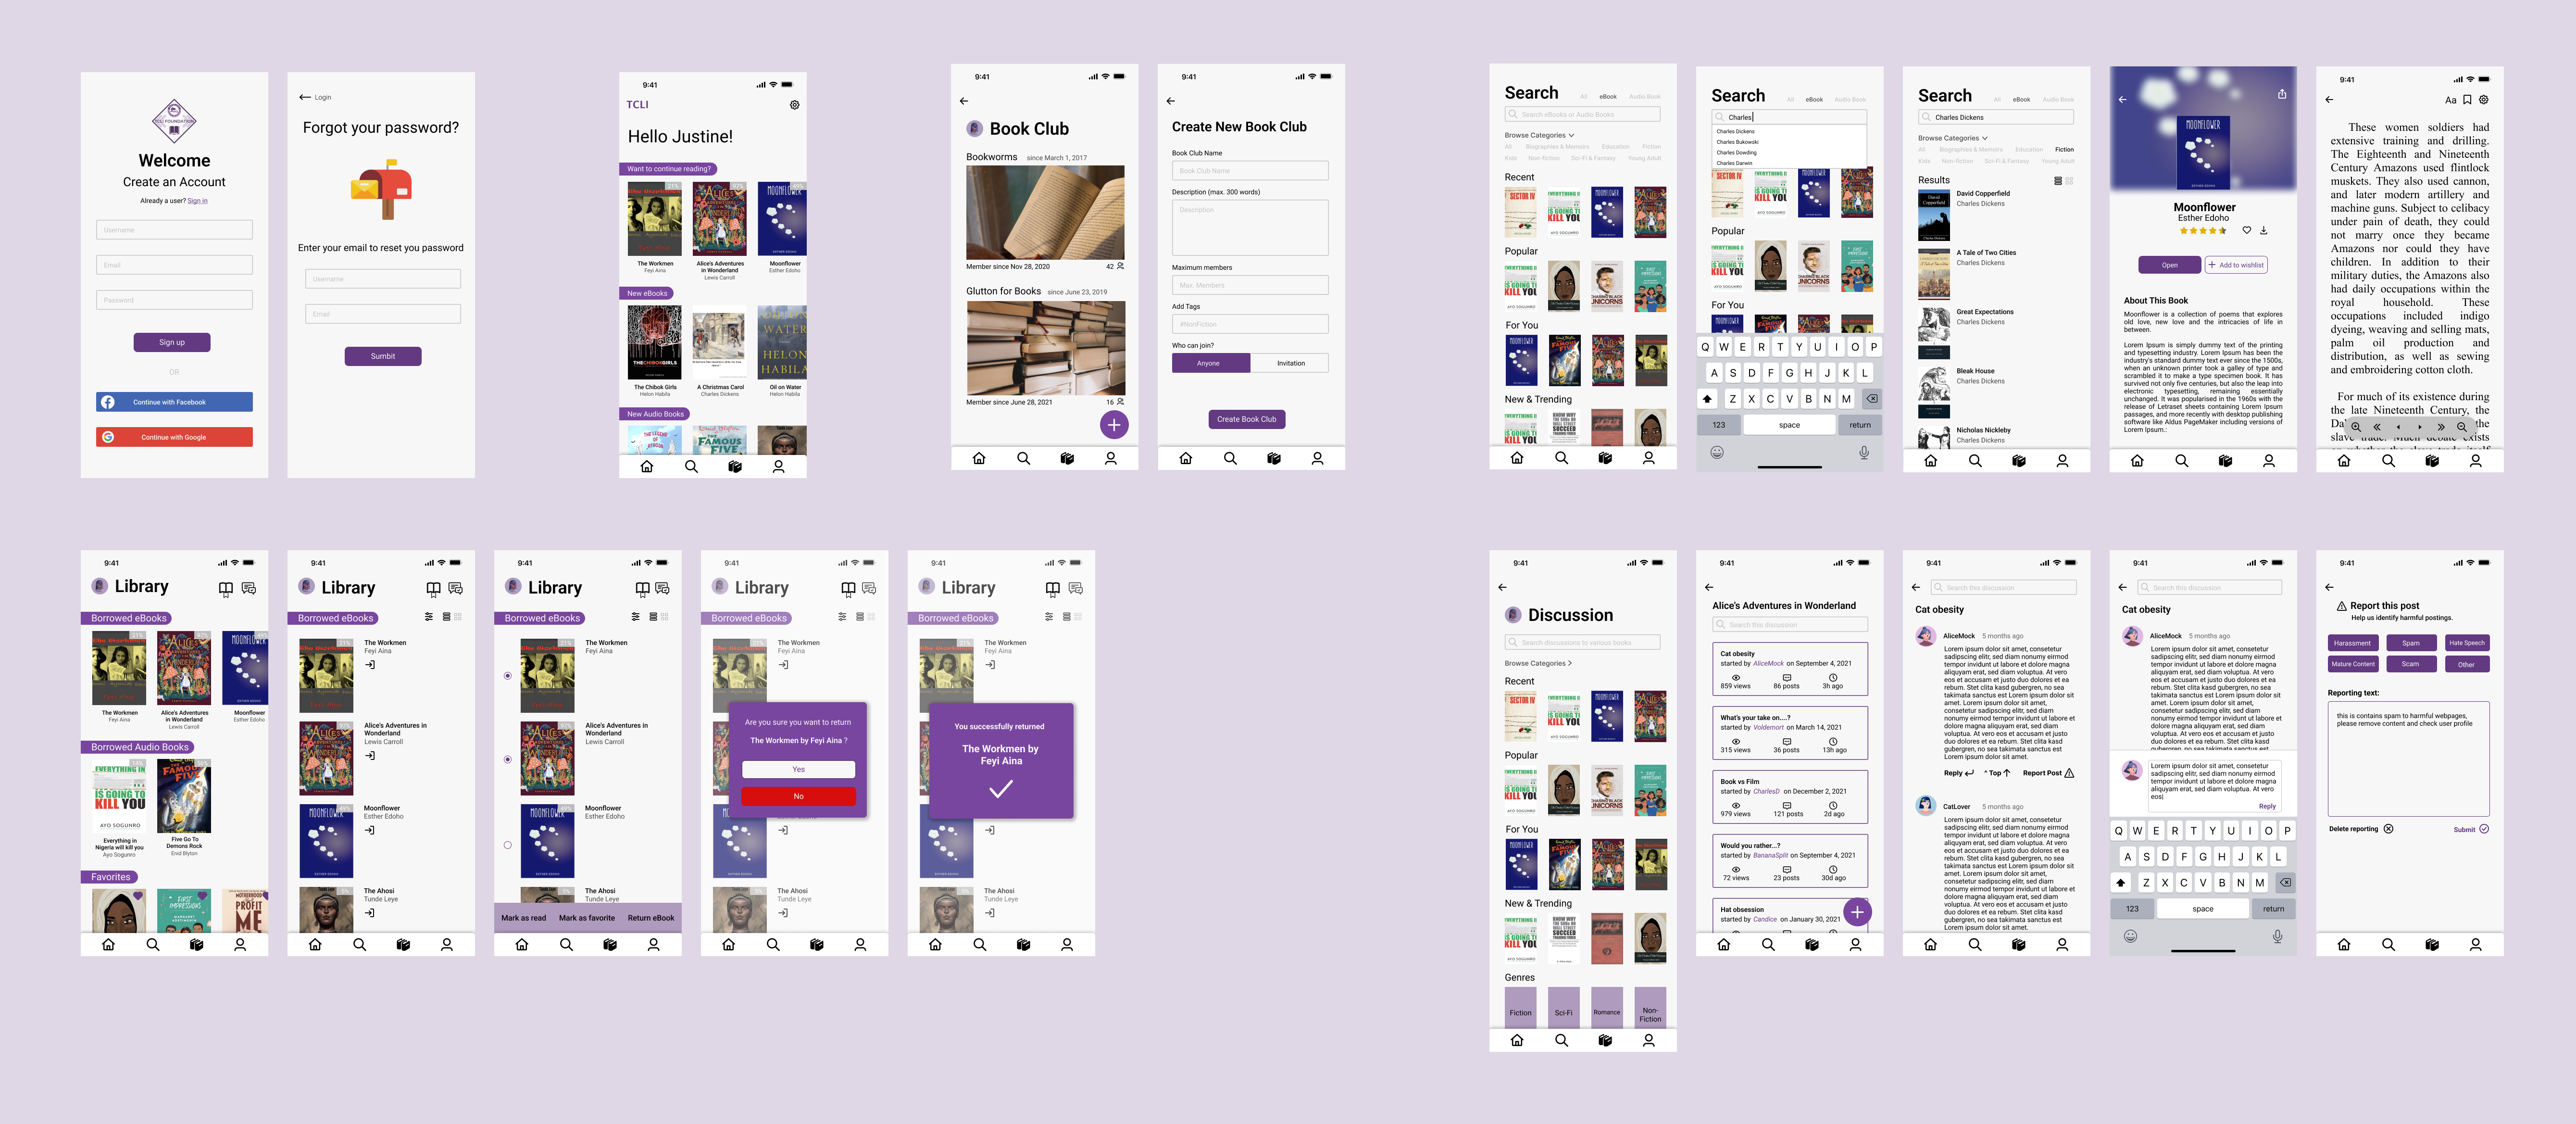 TCLI FOUNDATION
Welcome
Create an Account
Already a user? Sign in
Username
Email
Password
Sign up
OR
Continue with Facebook
Continue with Google
Login
Forgot your password?
Enter your email to reset you password
Username
Email
Sumbit
9:41
TCLI
Hello Justine!
Want to continue reading?
The Workmen
Feyi Aina
Alice's Adventures
in Wonderland
Lewis Carroll
Moonflower
Esther Edoho
New eBooks
The Chibok Girls
Helon Habila
A Christmas Carol
Charles Dickens
Oil on Water
Helon Habila
New Audio Books
9:41
Book Club
Bookworms since March 1, 2017
Member since Nov 28, 2020 42
Glutton for Books since June 23, 2019
Member since June 28, 2021 16
9:41
Create New Book Club
Book Club Name
Book Club Name
Description (max. 300 words)
Description
Maximum members
Max. Members
Add Tags
#NonFiction
Who can join?
Anyone Invitation
Create Book Club
Search All eBook Audio Book
Search eBooks or Audio Books
Browse Categories
All Biographies & Memoirs Education Fiction
Kids Non-fiction Sci-Fi & Fantasy Young Adult
Recent
Popular
For You
New & Trending
Search All eBook Audio Book
Charles
Charles Dickens
Charles Bukowski
Charles Dowding
Charles Darwin
Popular
For You
Q W E R T Y U I O P
A S D F G H J K L
Z X C V B N M
123 space return
Search All eBook Audio Book
Charles Dickens
Browse Categories
All Biographies & Memoirs Education Fiction
Kids Non-fiction Sci-Fi & Fantasy Young Adult
Results
David Copperfield
Charles Dickens
A Tale of Two Cities
Charles Dickens
Great Expectations
Charles Dickens
Bleak House
Charles Dickens
Nicholas Nickleby
Charles Dickens
MOONFLOWER
ESTHER EDOHO
Moonflower
Esther Edoho
Open
Add to wishlist
About This Book
Moonflower is a collection of poems that explores
old love, new love and the intricacies of life in
between.
Lorem Ipsum is simply dummy text of the printing
and typesetting industry. Lorem Ipsum has been the
industry's standard dummy text ever since the 1500s,
when an unknown printer took a galley of type and
scrambled it to make a type specimen book. It has
survived not only five centuries, but also the leap into
electronic typesetting, remaining essentially
unchanged. It was popularised in the 1960s with the
release of Letraset sheets containing Lorem Ipsum
passages, and more recently with desktop publishing
software like Aldus PageMaker including versions of
Lorem Ipsum.:
9:41
Aa
These women soldiers had
extensive training and drilling.
The Eighteenth and Nineteenth
Century Amazons used flintlock
muskets. They also used cannon,
and later modern artillery and
machine guns. Subject to celibacy
under pain of death, they could
not marry once they became
Amazons nor could they have
children. In addition to their
military duties, the Amazons also
had daily occupations within the
royal household. These
occupations included indigo
dyeing, weaving and selling mats,
palm oil production and
distribution, as well as sewing
and embroidering cotton cloth.
For much of its existence during
the late Nineteenth Century, the
the
slave trade. Much debate exists
9:41
Library
Borrowed eBooks
The Workmen
Feyi Aina
Alice's Adventures
in Wonderland
Lewis Carroll
Moonflower
Esther Edoho
Borrowed Audio Books
Everything in
Nigeria will kill you
Ayo Sogunro
Five Go To
Demons Rock
Enid Blyton
Favorites
9:41
Library
Borrowed eBooks
The Workmen
Feyi Aina
Alice's Adventures in
Wonderland
Lewis Carroll
Moonflower
Esther Edoho
The Ahosi
Tunde Leye
9:41
Library
Borrowed eBooks
The Workmen
Feyi Aina
Alice's Adventures in
Wonderland
Lewis Carroll
Moonflower
Esther Edoho
The Ahosi
Tunde Leye
Mark as read Mark as favorite Return eBook
9:41
Library
Borrowed eBooks
The Workmen
Feyi Aina
Are you sure you want to return
The Workmen by Feyi Aina ?
Yes
No
The Ahosi
Tunde Leye
9:41
Library
Borrowed eBooks
The Workmen
Feyi Aina
You successfully returned
The Workmen by
Feyi Aina
The Ahosi
Tunde Leye
9:41
Discussion
Search discussions to various books
Browse Categories
Recent
Popular
For You
New & Trending
Genres
Fiction Sci-Fi Romance Non-
Fiction
9:41
Alice's Adventures in Wonderland
Search this discussion
Cat obesity
started by AliceMock on September 4, 2021
859 views 86 posts 3h ago
What's your take on....?
started by Voldemort on March 14, 2021
315 views 36 posts 13h ago
Book vs Film
started by CharlesD on December 2, 2021
979 views 121 posts 2d ago
Would you rather...?
started by BananaSplit on September 4, 2021
72 views 23 posts 30d ago
Hat obsession
started by Candice on January 30, 2021
9:41
Search this discussion
Cat obesity
AliceMock 5 months ago
Lorem ipsum dolor sit amet, consetetur
sadipscing elitr, sed diam nonumy eirmod
tempor invidunt ut labore et dolore magna
aliquyam erat, sed diam voluptua. At vero
eos et accusam et justo duo dolores et ea
rebum. Stet clita kasd gubergren, no sea
takimata sanctus est Lorem ipsum dolor sit
amet. Lorem ipsum dolor sit amet,
consetetur sadipscing elitr, sed diam
nonumy eirmod tempor invidunt ut labore et
dolore magna aliquyam erat, sed diam
voluptua. At vero eos et accusam et justo
duo dolores et ea rebum. Stet clita kasd
gubergren, no sea takimata sanctus est
Lorem ipsum dolor sit amet.
Reply ^ Top Report Post
CatLover 5 months ago
Lorem ipsum dolor sit amet, consetetur
sadipscing elitr, sed diam nonumy eirmod
tempor invidunt ut labore et dolore magna
aliquyam erat, sed diam voluptua. At vero
eos et accusam et justo duo dolores et ea
rebum. Stet clita kasd gubergren, no sea
takimata sanctus est Lorem ipsum dolor sit
amet. Lorem ipsum dolor sit amet,
consetetur sadipscing elitr, sed diam
nonumy eirmod tempor invidunt ut labore et
dolore magna aliquyam erat, sed diam
voluptua. At vero eos et accusam et justo
duo dolores et ea rebum. Stet clita kasd
gubergren, no sea takimata sanctus est
Lorem ipsum dolor sit amet.
9:41
Search this discussion
Cat obesity
AliceMock 5 months ago
Lorem ipsum dolor sit amet, consetetur
sadipscing elitr, sed diam nonumy eirmod
tempor invidunt ut labore et dolore magna
aliquyam erat, sed diam voluptua. At vero
eos et accusam et justo duo dolores et ea
rebum. Stet clita kasd gubergren, no sea
takimata sanctus est Lorem ipsum dolor sit
amet. Lorem ipsum dolor sit amet,
consetetur sadipscing elitr, sed diam
nonumy eirmod tempor invidunt ut labore et
dolore magna aliquyam erat, sed diam
voluptua. At vero eos et accusam et justo
duo dolores et ea rebum. Stet clita kasd
gubergren, no sea takimata sanctus est
Lorem ipsum dolor sit amet, consetetur
sadipscing elitr, sed diam nonumy eirmod
tempor invidunt ut labore et dolore magna
aliquyam erat, sed diam voluptua. At vero
eos
Reply
Q W E R T Y U I O P
A S D F G H J K L
Z X C V B N M
123 space return
9:41
Report this post
Help us identify harmful postings.
Harassment Spam Hate Speech
Mature Content Scam Other
Reporting text:
this is contains spam to harmful webpages,
please remove and check user profile
Delete reporting Submit